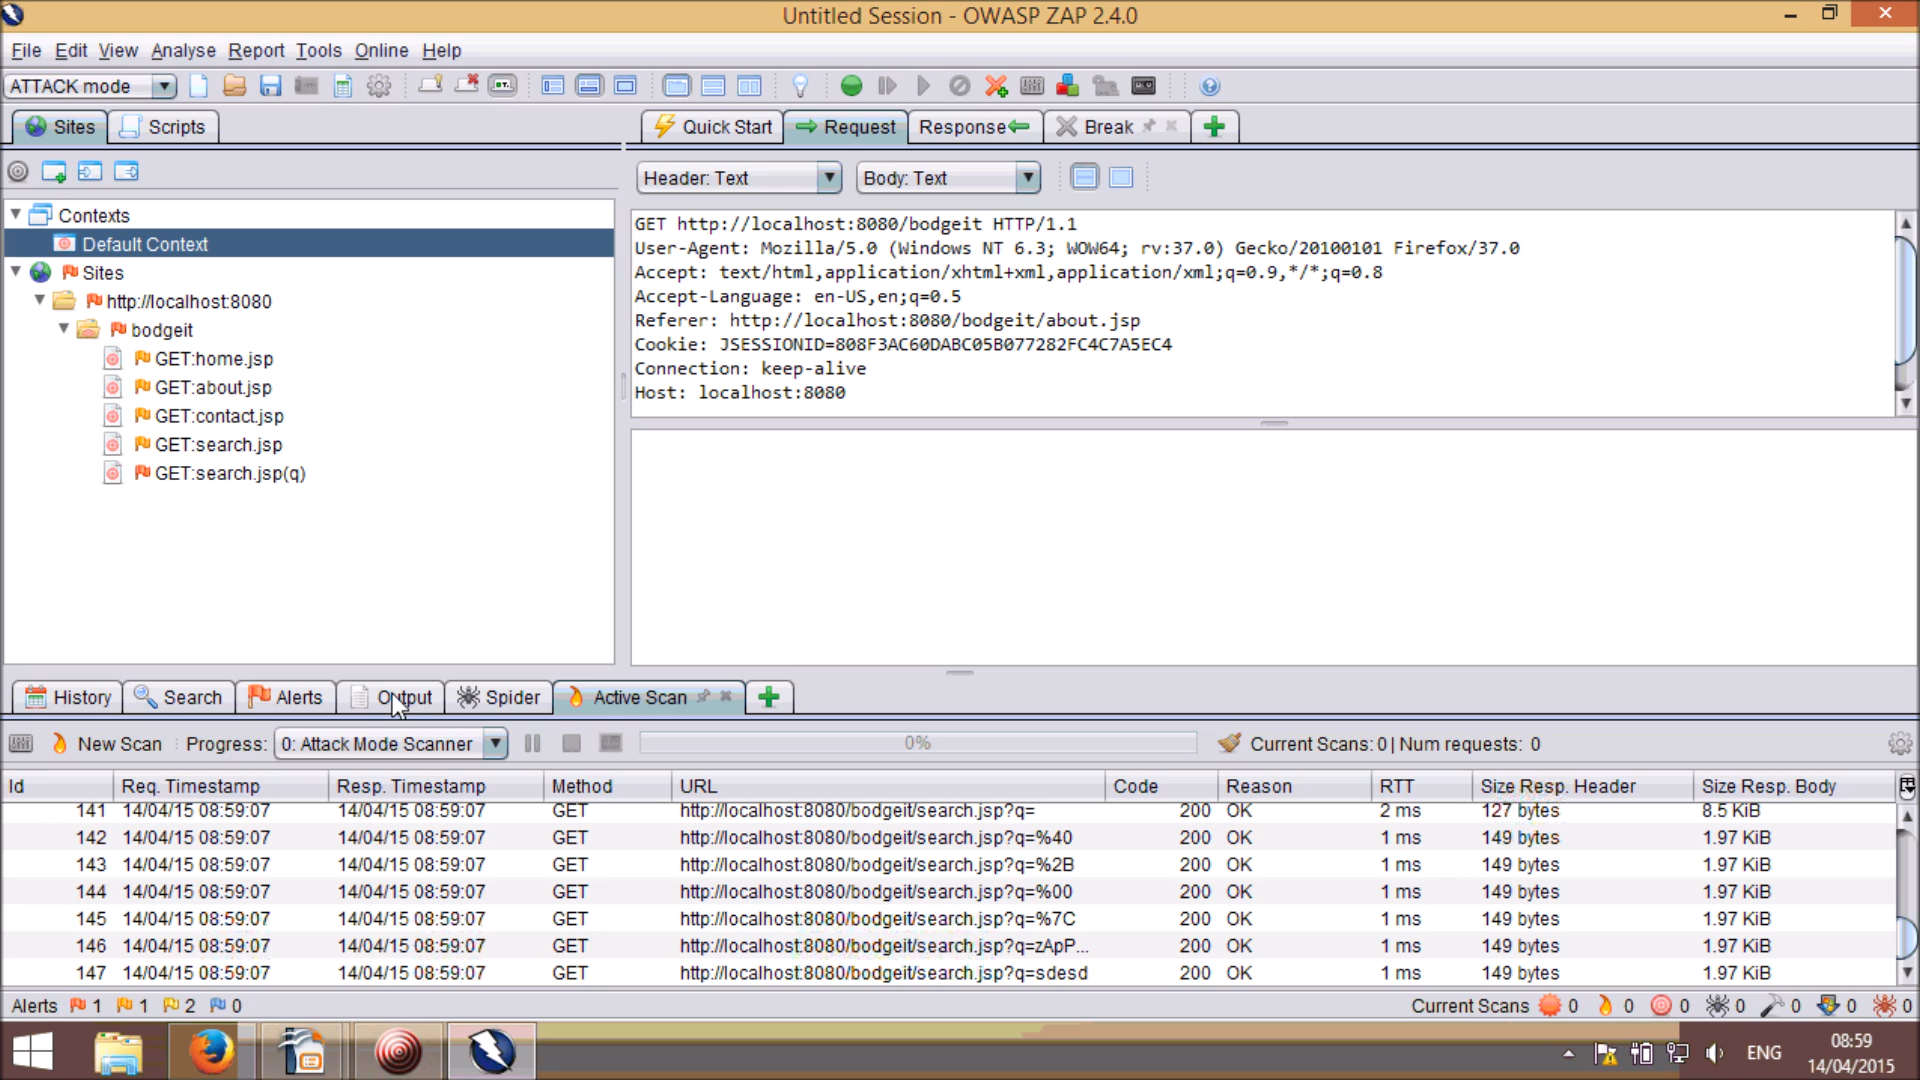 Untitled Session - OWASP ZAP 2.4.0
File Edit View Analyse Report Tools Online Help
ATTACK mode
Sites Scripts
Quick Start Request Response Break
Header: Text Body: Text
Contexts
Default Context
Sites
http://localhost:8080
bodgeit
GET:home.jsp
GET:about.jsp
GET:contact.jsp
GET:search.jsp
GET:search.jsp(q)
GET http://localhost:8080/bodgeit HTTP/1.1
User-Agent: Mozilla/5.0 (Windows NT 6.3; WOW64; rv:37.0) Gecko/20100101 Firefox/37.0
Accept: text/html,application/xhtml+xml,application/xml;q=0.9,*/*;q=0.8
Accept-Language: en-US,en;q=0.5
Referer: http://localhost:8080/bodgeit/about.jsp
Cookie: JSESSIONID=808F3AC60DABC05B077282FC4C7A5EC4
Connection: keep-alive
Host: localhost:8080
History Search Alerts Output Spider Active Scan
New Scan Progress: 0: Attack Mode Scanner 0% Current Scans: 0 | Num requests: 0
Id Req. Timestamp Resp. Timestamp Method URL Code Reason RTT Size Resp. Header Size Resp. Body
141 14/04/15 08:59:07 14/04/15 08:59:07 GET http://localhost:8080/bodgeit/search.jsp?q= 200 OK 2 ms 127 bytes 8.5 KiB
142 14/04/15 08:59:07 14/04/15 08:59:07 GET http://localhost:8080/bodgeit/search.jsp?q=%40 200 OK 1 ms 149 bytes 1.97 KiB
143 14/04/15 08:59:07 14/04/15 08:59:07 GET http://localhost:8080/bodgeit/search.jsp?q=%2B 200 OK 1 ms 149 bytes 1.97 KiB
144 14/04/15 08:59:07 14/04/15 08:59:07 GET http://localhost:8080/bodgeit/search.jsp?q=%00 200 OK 1 ms 149 bytes 1.97 KiB
145 14/04/15 08:59:07 14/04/15 08:59:07 GET http://localhost:8080/bodgeit/search.jsp?q=%7C 200 OK 1 ms 149 bytes 1.97 KiB
146 14/04/15 08:59:07 14/04/15 08:59:07 GET http://localhost:8080/bodgeit/search.jsp?q=zApP... 200 OK 1 ms 149 bytes 1.97 KiB
147 14/04/15 08:59:07 14/04/15 08:59:07 GET http://localhost:8080/bodgeit/search.jsp?q=sdesd 200 OK 1 ms 149 bytes 1.97 KiB
Alerts 1 1 2 0 Current Scans 0 0 0 0 0 0 0
ENG
08:59
14/04/2015